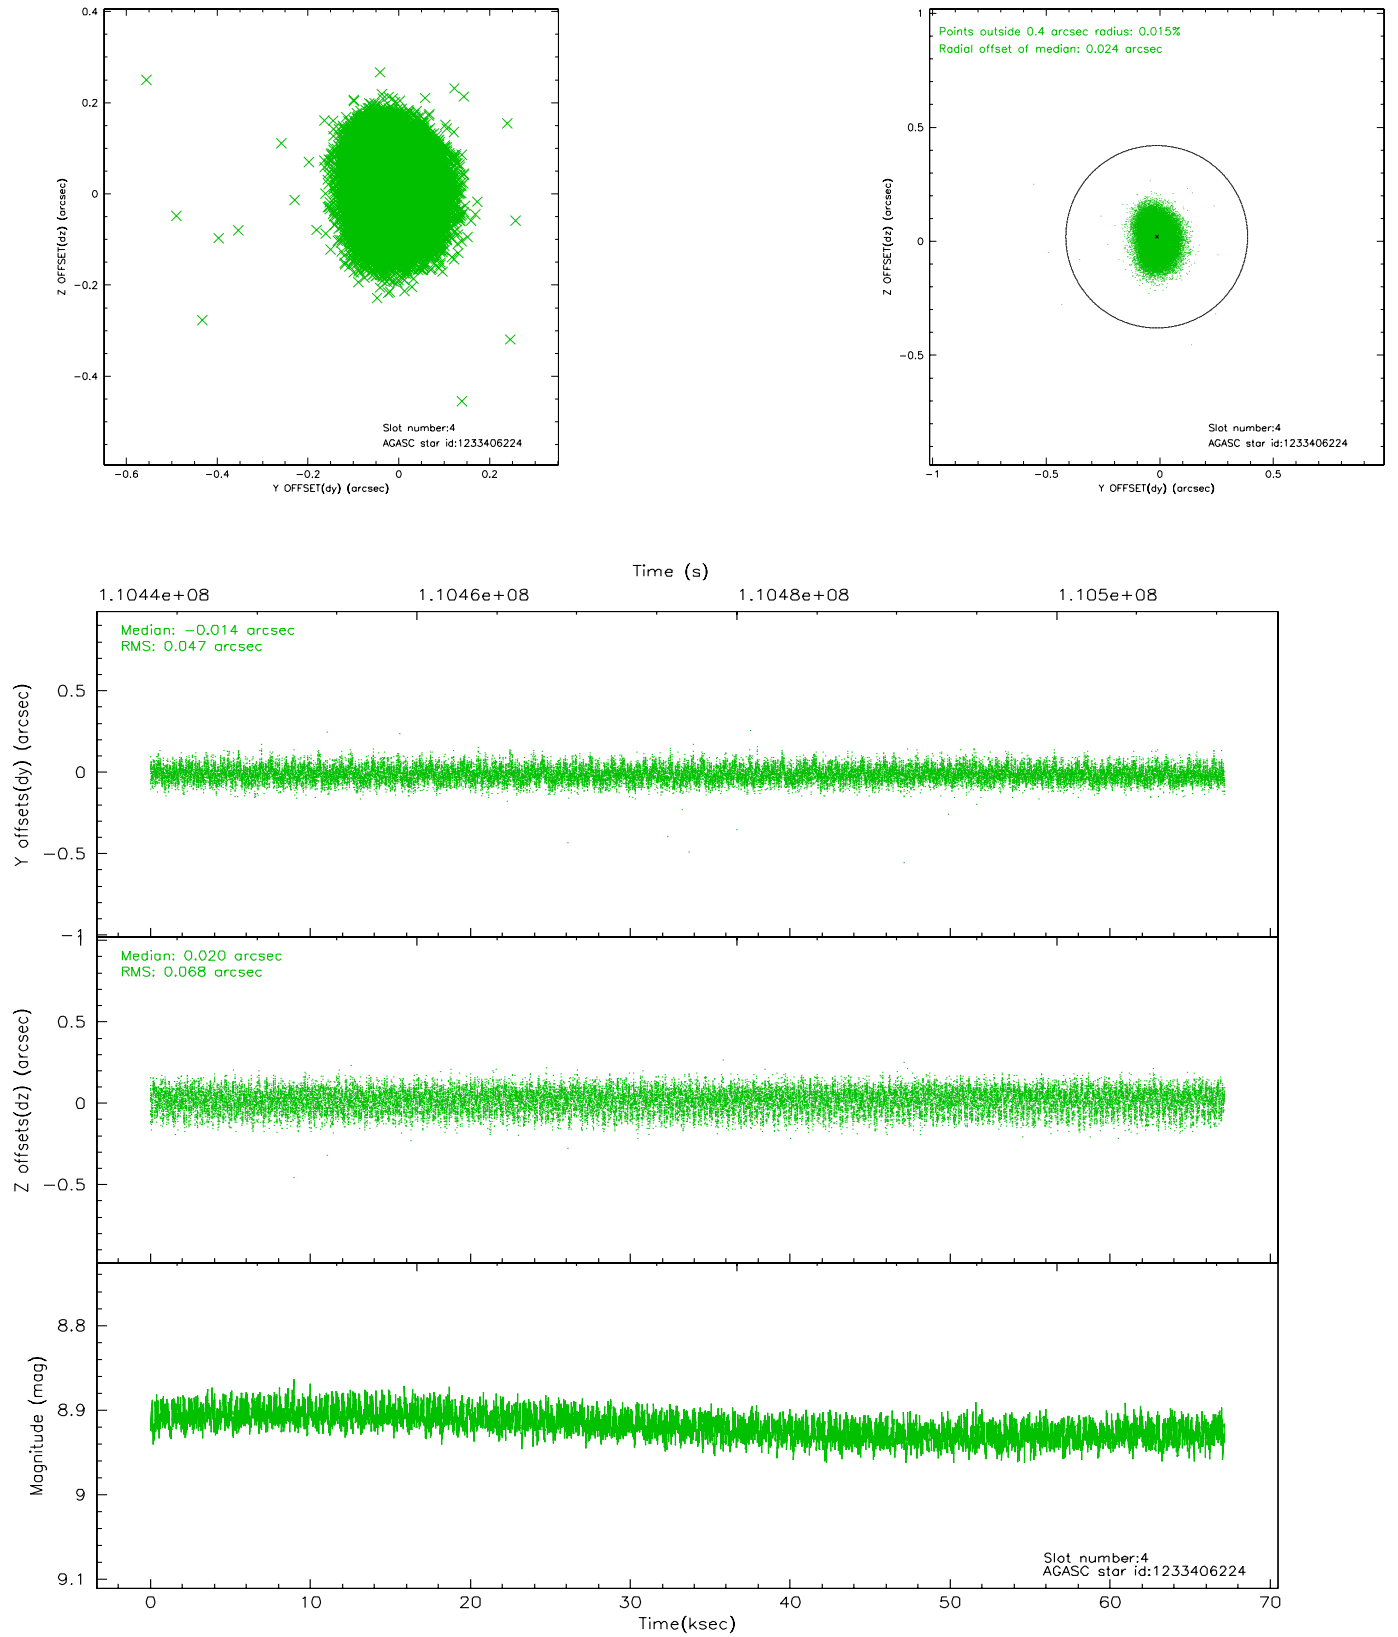 0.4
0.2
0
−0.2
−0.4
Z OFFSET(dz) (arcsec)
Slot number:4
AGASC star id:1233406224
−0.6 −0.4 −0.2 0 0.2
Y OFFSET(dy) (arcsec)
1
0.5
0
−0.5
−1 −0.5 0 0.5
Z OFFSET(dz) (arcsec)
Points outside 0.4 arcsec radius: 0.015%
Radial offset of median: 0.024 arcsec
Slot number:4
AGASC star id:1233406224
Y OFFSET(dy) (arcsec)
Time (s)
1.1044e+08 1.1046e+08 1.1048e+08 1.105e+08
Median: −0.014 arcsec
RMS: 0.047 arcsec
0.5
0
−0.5
−1
Y offsets(dy) (arcsec)
Median: 0.020 arcsec
RMS: 0.068 arcsec
1
0.5
0
−0.5
Z offsets(dz) (arcsec)
8.8
8.9
9
9.1
Magnitude (mag)
Slot number:4
AGASC star id:1233406224
0 10 20 30 40 50 60 70
Time(ksec)